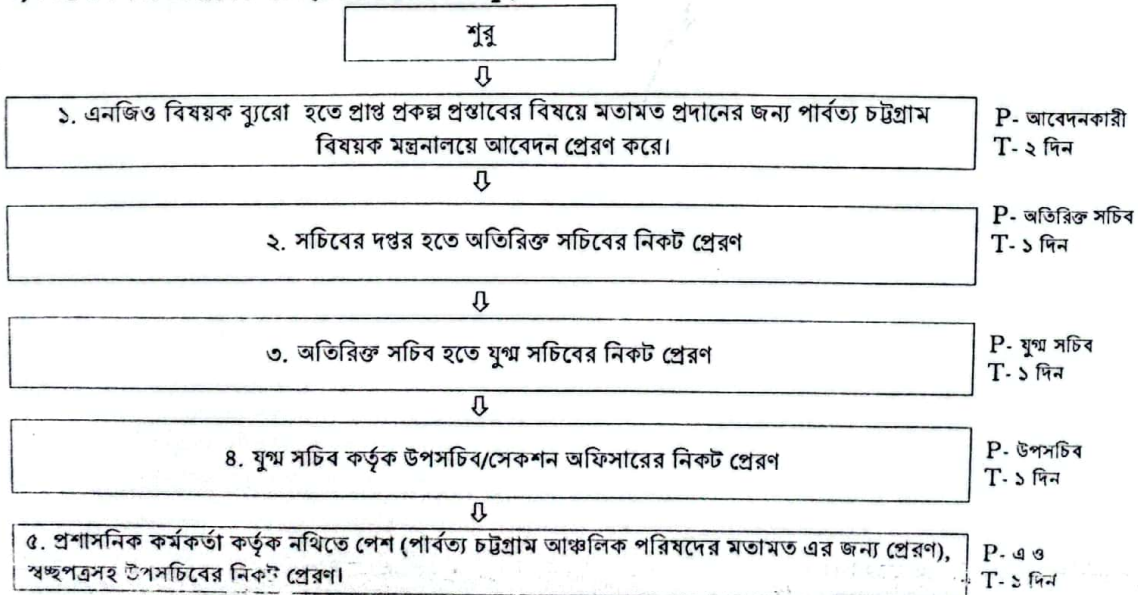 শুরু
১. এনজিও বিষয়ক ব্যুরো হতে প্রাপ্ত প্রকল্প প্রস্তাবের বিষয়ে মতামত প্রদানের জন্য পার্বত্য চট্টগ্রাম
বিষয়ক মন্ত্রনালয়ে আবেদন প্রেরণ করে।
P- আবেদনকারী
T- ২ দিন
২. সচিবের দপ্তর হতে অতিরিক্ত সচিবের নিকট প্রেরণ
P- অতিরিক্ত সচিব
T- ১ দিন
৩. অতিরিক্ত সচিব হতে যুগ্ম সচিবের নিকট প্রেরণ
P- যুগ্ম সচিব
T- ১ দিন
৪. যুগ্ম সচিব কর্তৃক উপসচিব/সেকশন অফিসারের নিকট প্রেরণ
P- উপসচিব
T- ১ দিন
৫. প্রশাসনিক কর্মকর্তা কর্তৃক নথিতে পেশ (পার্বত্য চট্টগ্রাম আঞ্চলিক পরিষদের মতামত এর জন্য প্রেরণ),
স্বচ্ছপত্রসহ উপসচিবের নিকট প্রেরণ।
P- এ ও
T- ১ দিন